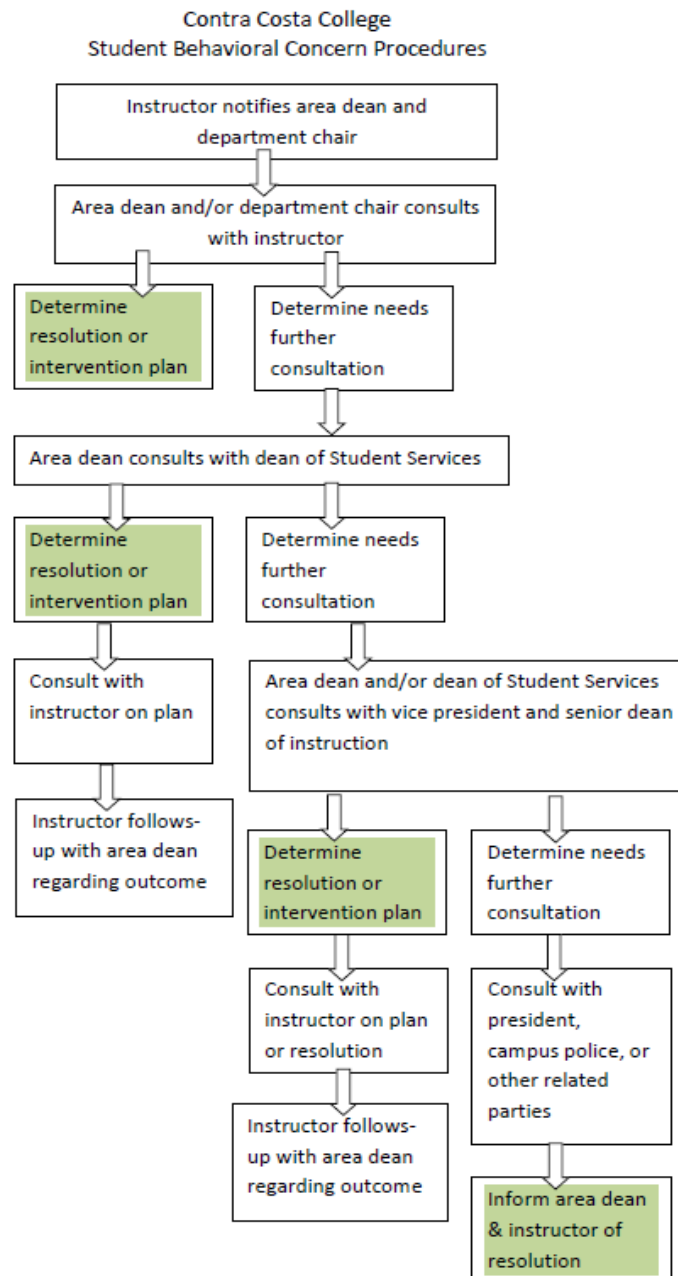 Contra Costa College
Student Behavioral Concern Procedures
Instructor notifies area dean and
department chair
Area dean and/or department chair consults
with instructor
Determine
resolution or
intervention plan
Determine needs
further
consultation
Area dean consults with dean of Student Services
Determine
resolution or
intervention plan
Determine needs
further
consultation
Consult with
instructor on plan
Area dean and/or dean of Student Services
consults with vice president and senior dean
of instruction
Instructor follows-
up with area dean
regarding outcome
Determine
resolution or
intervention plan
Determine needs
further
consultation
Consult with
instructor on plan
or resolution
Consult with
president,
campus police, or
other related
parties
Instructor follows-
up with area dean
regarding outcome
Inform area dean
& instructor of
resolution